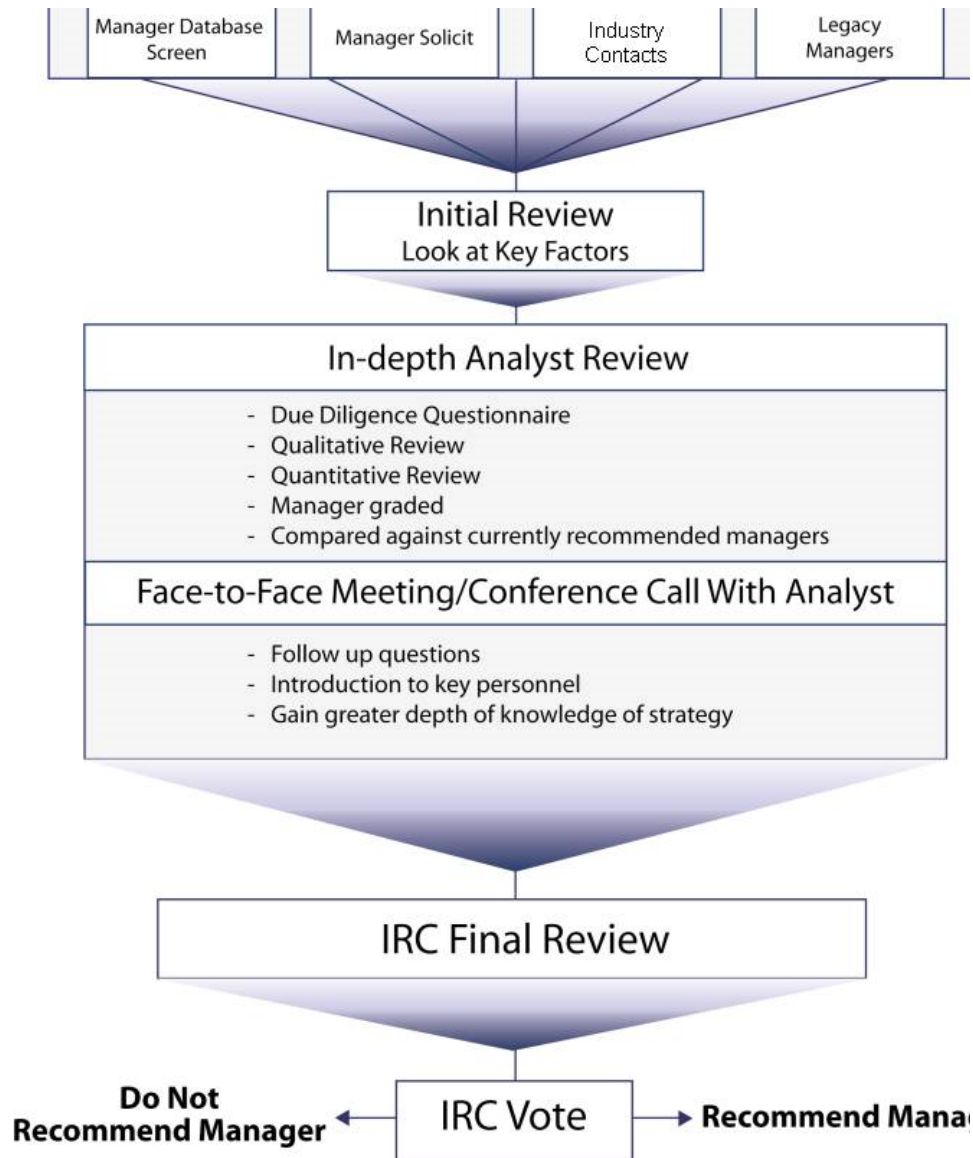 Manager Database
Screen
Manager Solicit
Industry
Contacts
Legacy
Managers
Initial Review
Look at Key Factors
In-depth Analyst Review
- Due Diligence Questionnaire
- Qualitative Review
- Quantitative Review
- Manager graded
- Compared against currently recommended managers
Face-to-Face Meeting/Conference Call With Analyst
- Follow up questions
- Introduction to key personnel
- Gain greater depth of knowledge of strategy
IRC Final Review
Do Not
Recommend Manager
IRC Vote
Recommend